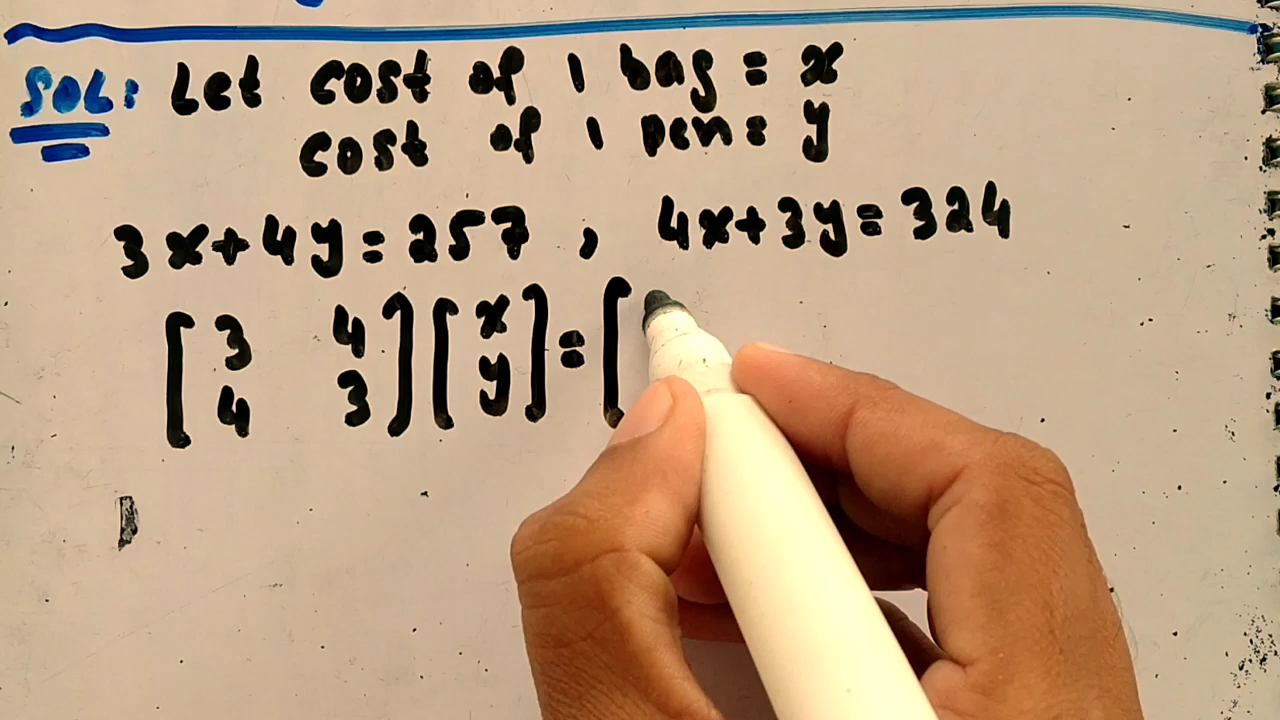 SOL: Let cost of 1 bag = x
cost of 1 pen = y
3x+4y=257 , 4x+3y=324
[3 4] [x] = [
[4 3] [y]